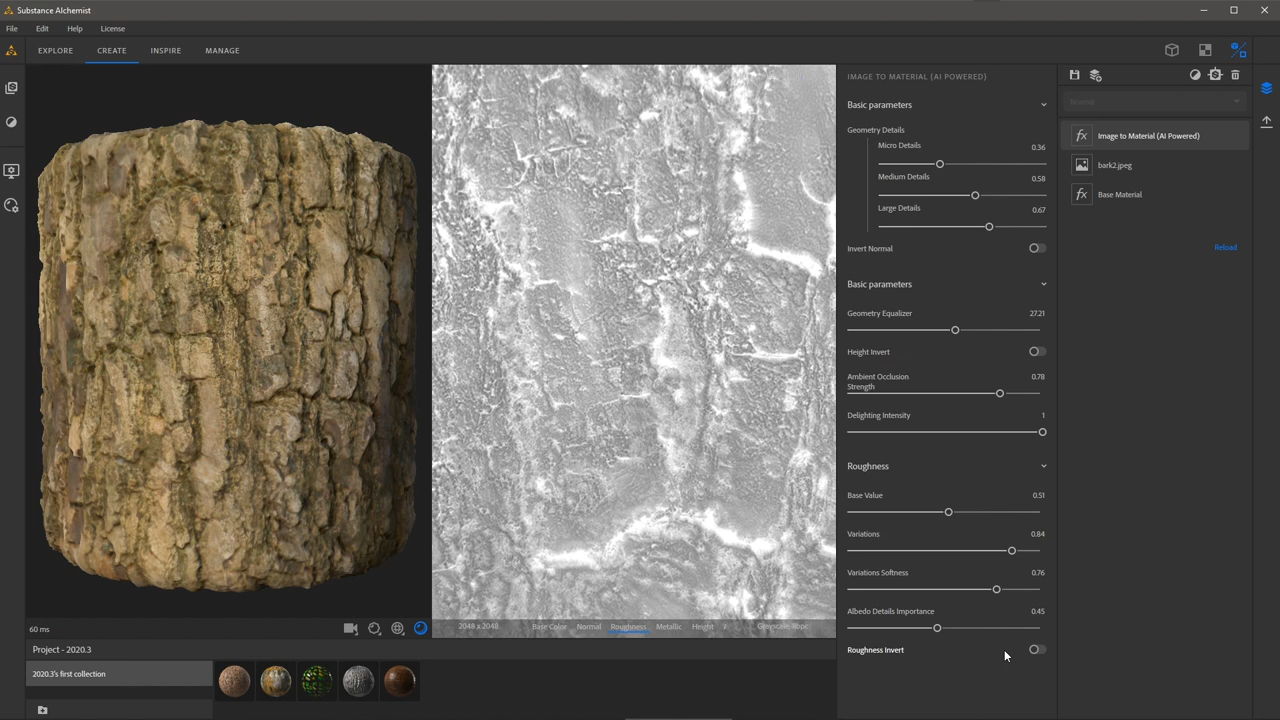 Substance Alchemist
File Edit Help License
EXPLORE CREATE INSPIRE MANAGE
60 ms
2048 x 2048 Base Color Normal Roughness Metallic Height
Project - 2020.3
2020.3's first collection
IMAGE TO MATERIAL (AI POWERED)
Basic parameters
Geometry Details
Micro Details 0.36
Medium Details 0.58
Large Details 0.67
Invert Normal
Basic parameters
Geometry Equalizer 27.21
Height Invert
Ambient Occlusion 0.78
Strength
Delighting Intensity 1
Roughness
Base Value 0.51
Variations 0.84
Variations Softness 0.76
Albedo Details Importance 0.45
Roughness Invert
Normal
fx Image to Material (AI Powered)
bark2.jpeg
fx Base Material
Reload